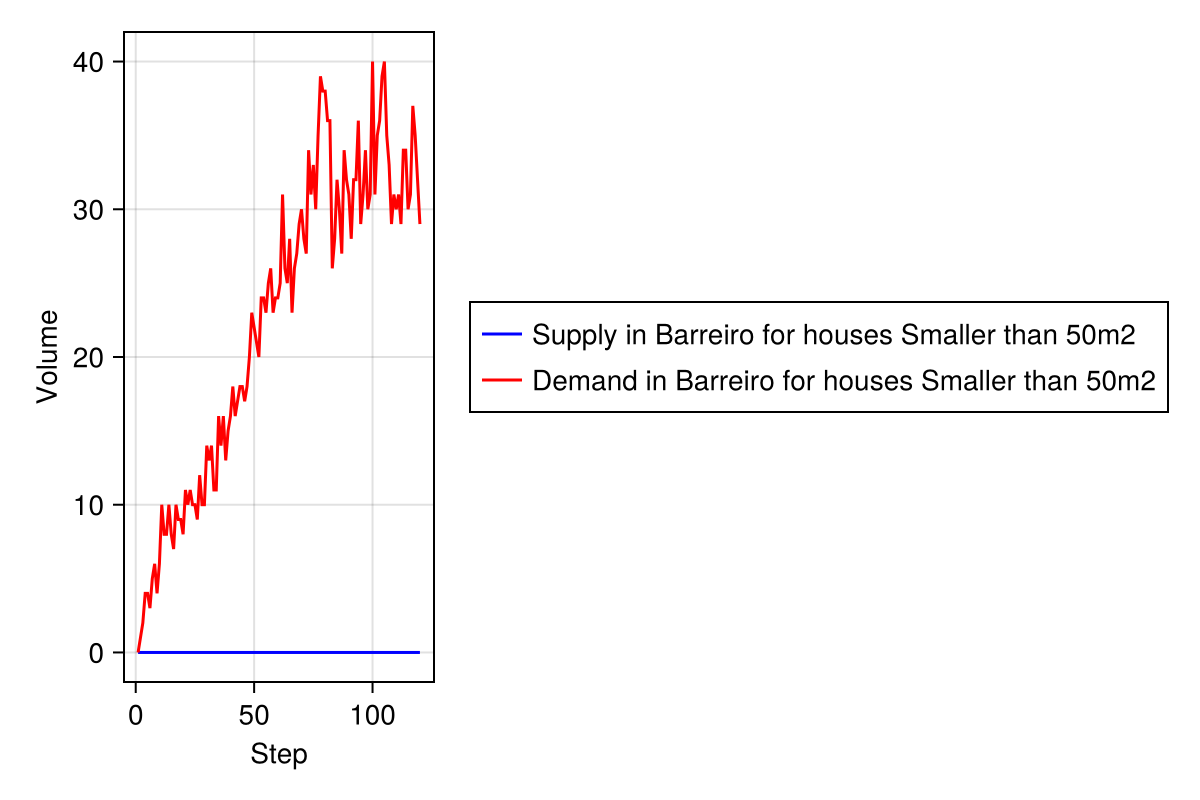 40
30
20
10
0
Volume
0 50 100
Step
Supply in Barreiro for houses Smaller than 50m2
Demand in Barreiro for houses Smaller than 50m2